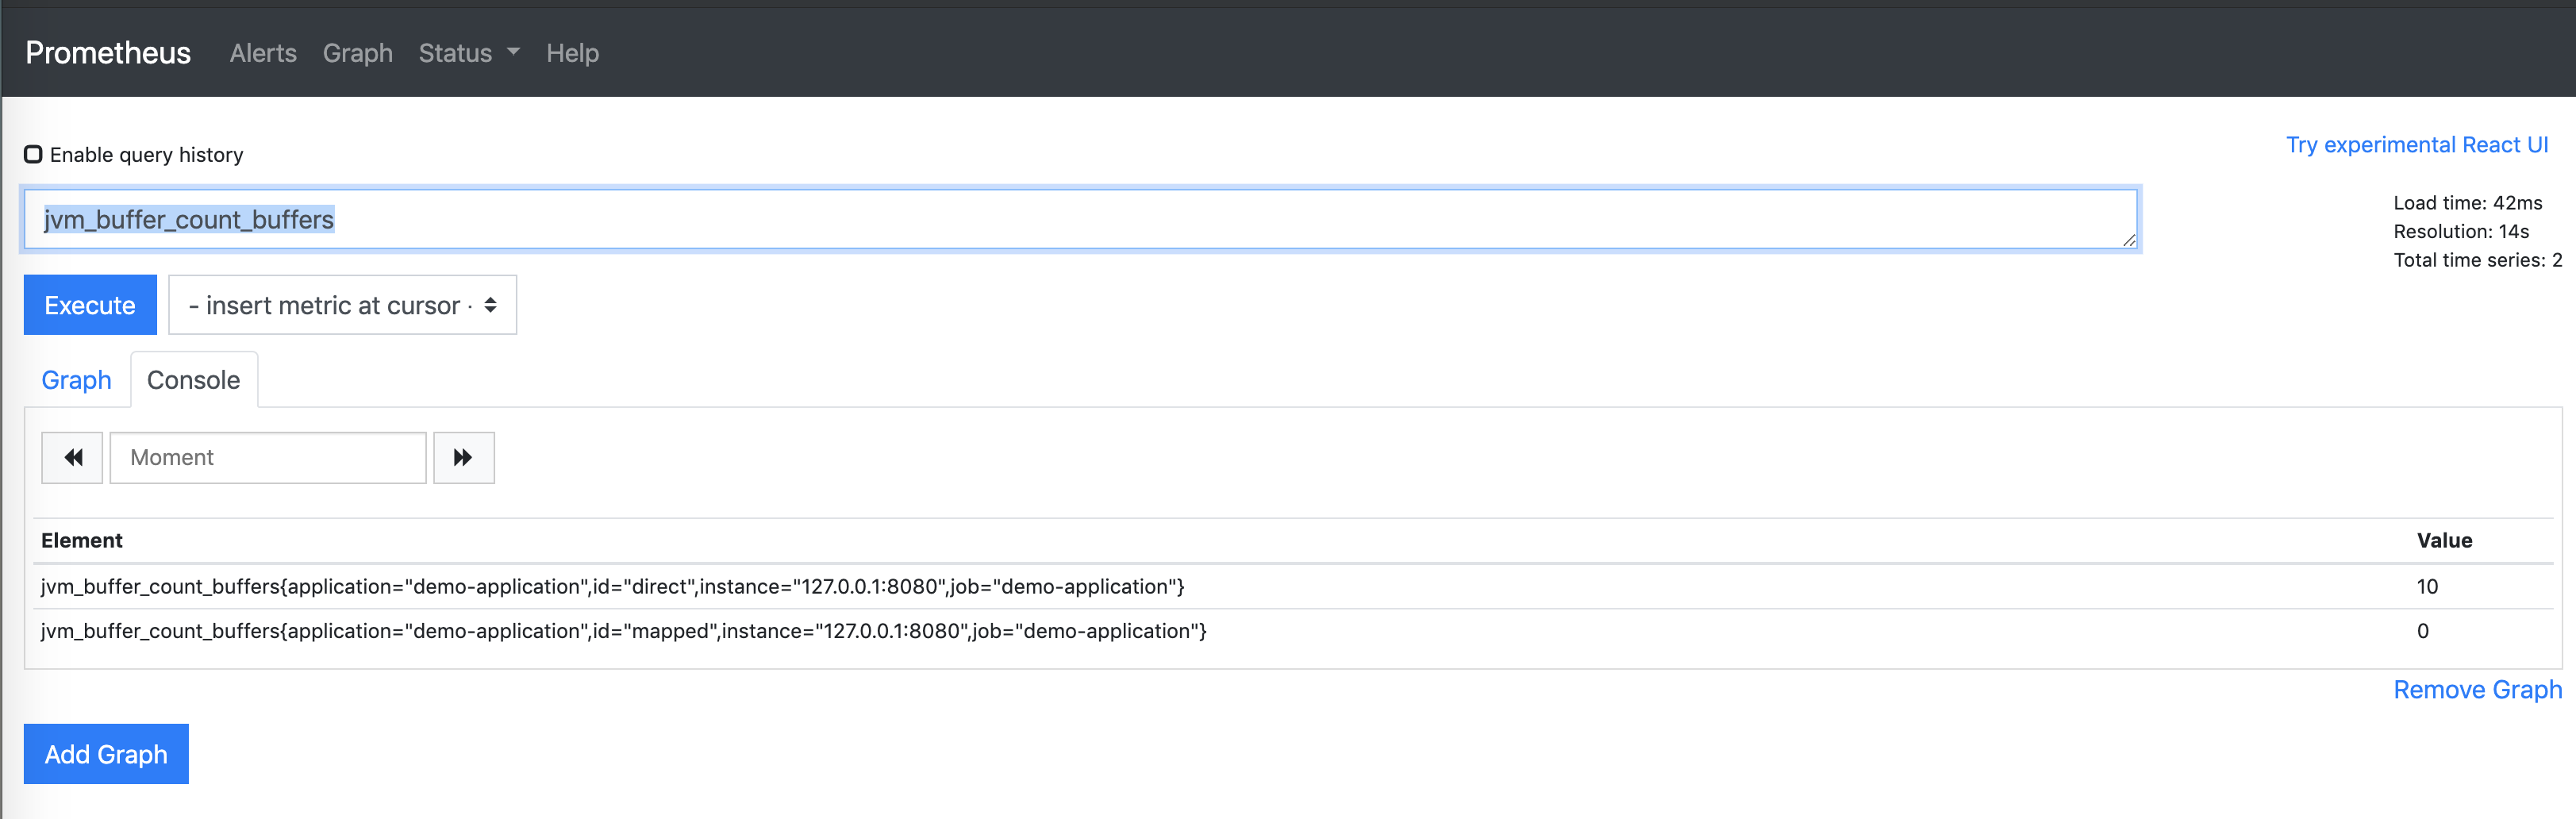 Prometheus Alerts Graph Status Help
Enable query history
Try experimental React UI
jvm_buffer_count_buffers
Load time: 42ms
Resolution: 14s
Total time series: 2
Execute - insert metric at cursor -
Graph Console
Moment
Element Value
jvm_buffer_count_buffers{application="demo-application",id="direct",instance="127.0.0.1:8080",job="demo-application"} 10
jvm_buffer_count_buffers{application="demo-application",id="mapped",instance="127.0.0.1:8080",job="demo-application"} 0
Remove Graph
Add Graph